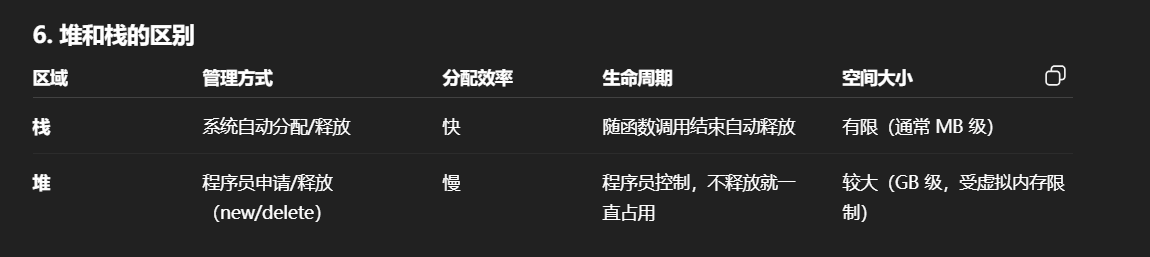 6. 堆和栈的区别
区域 管理方式 分配效率 生命周期 空间大小
栈 系统自动分配/释放 快 随函数调用结束自动释放 有限（通常 MB 级）
堆 程序员申请/释放 慢 程序员控制，不释放就一 较大（GB 级，受虚拟内存限
（new/delete） 直占用 制）